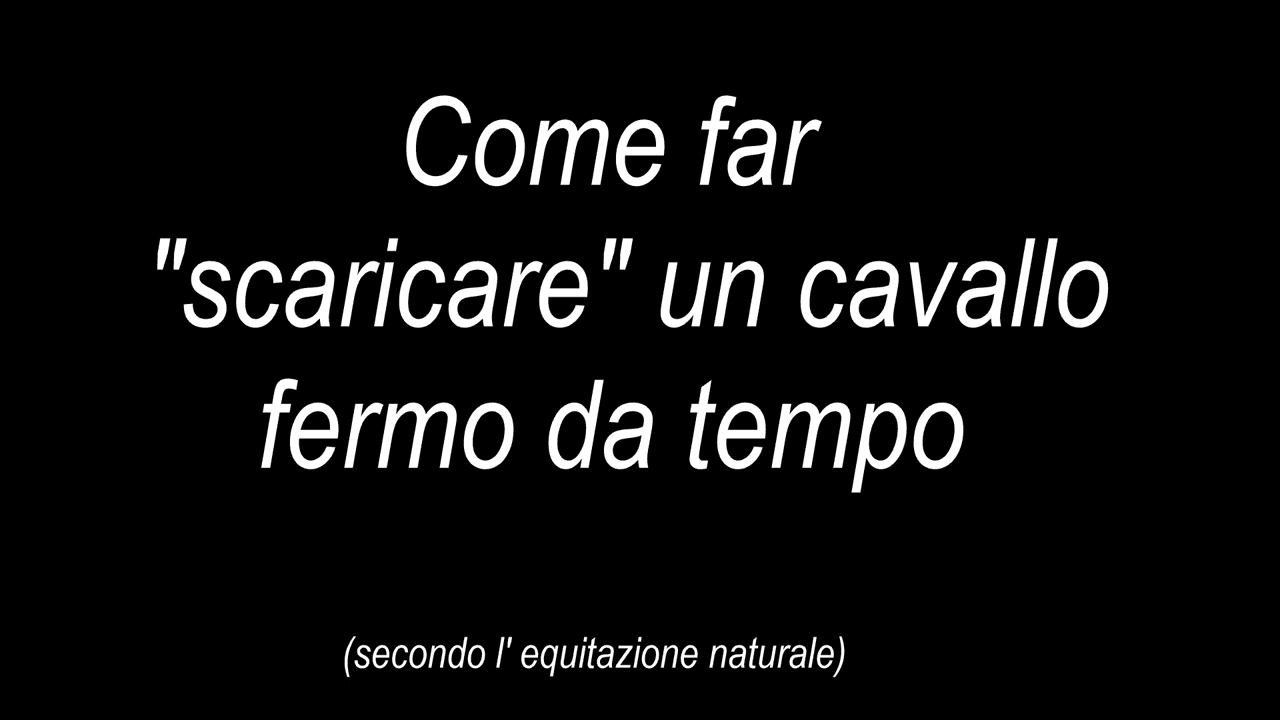 Come far
"scaricare" un cavallo
fermo da tempo
(secondo l' equitazione naturale)